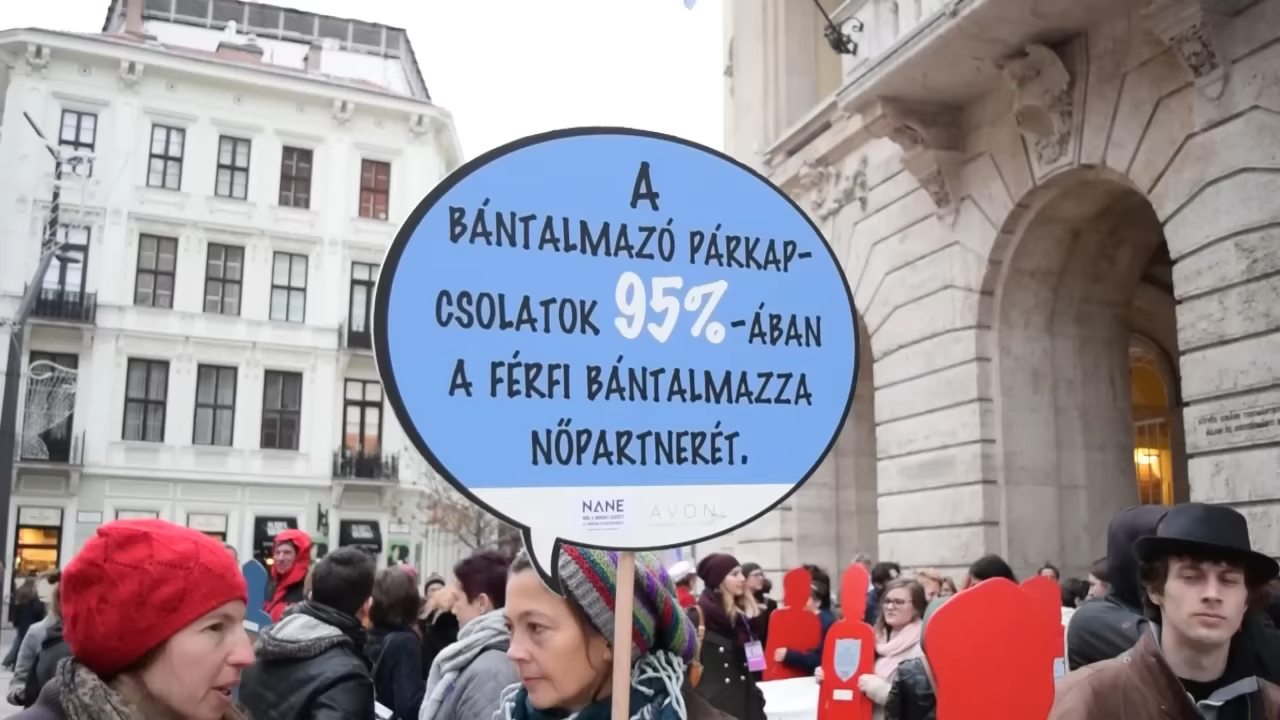 A
BÁNTALMAZÓ PÁRKAP-
CSOLATOK 95%-ÁBAN
A FÉRFI BÁNTALMAZZA
NŐPARTNERÉT.
NANE
AVON